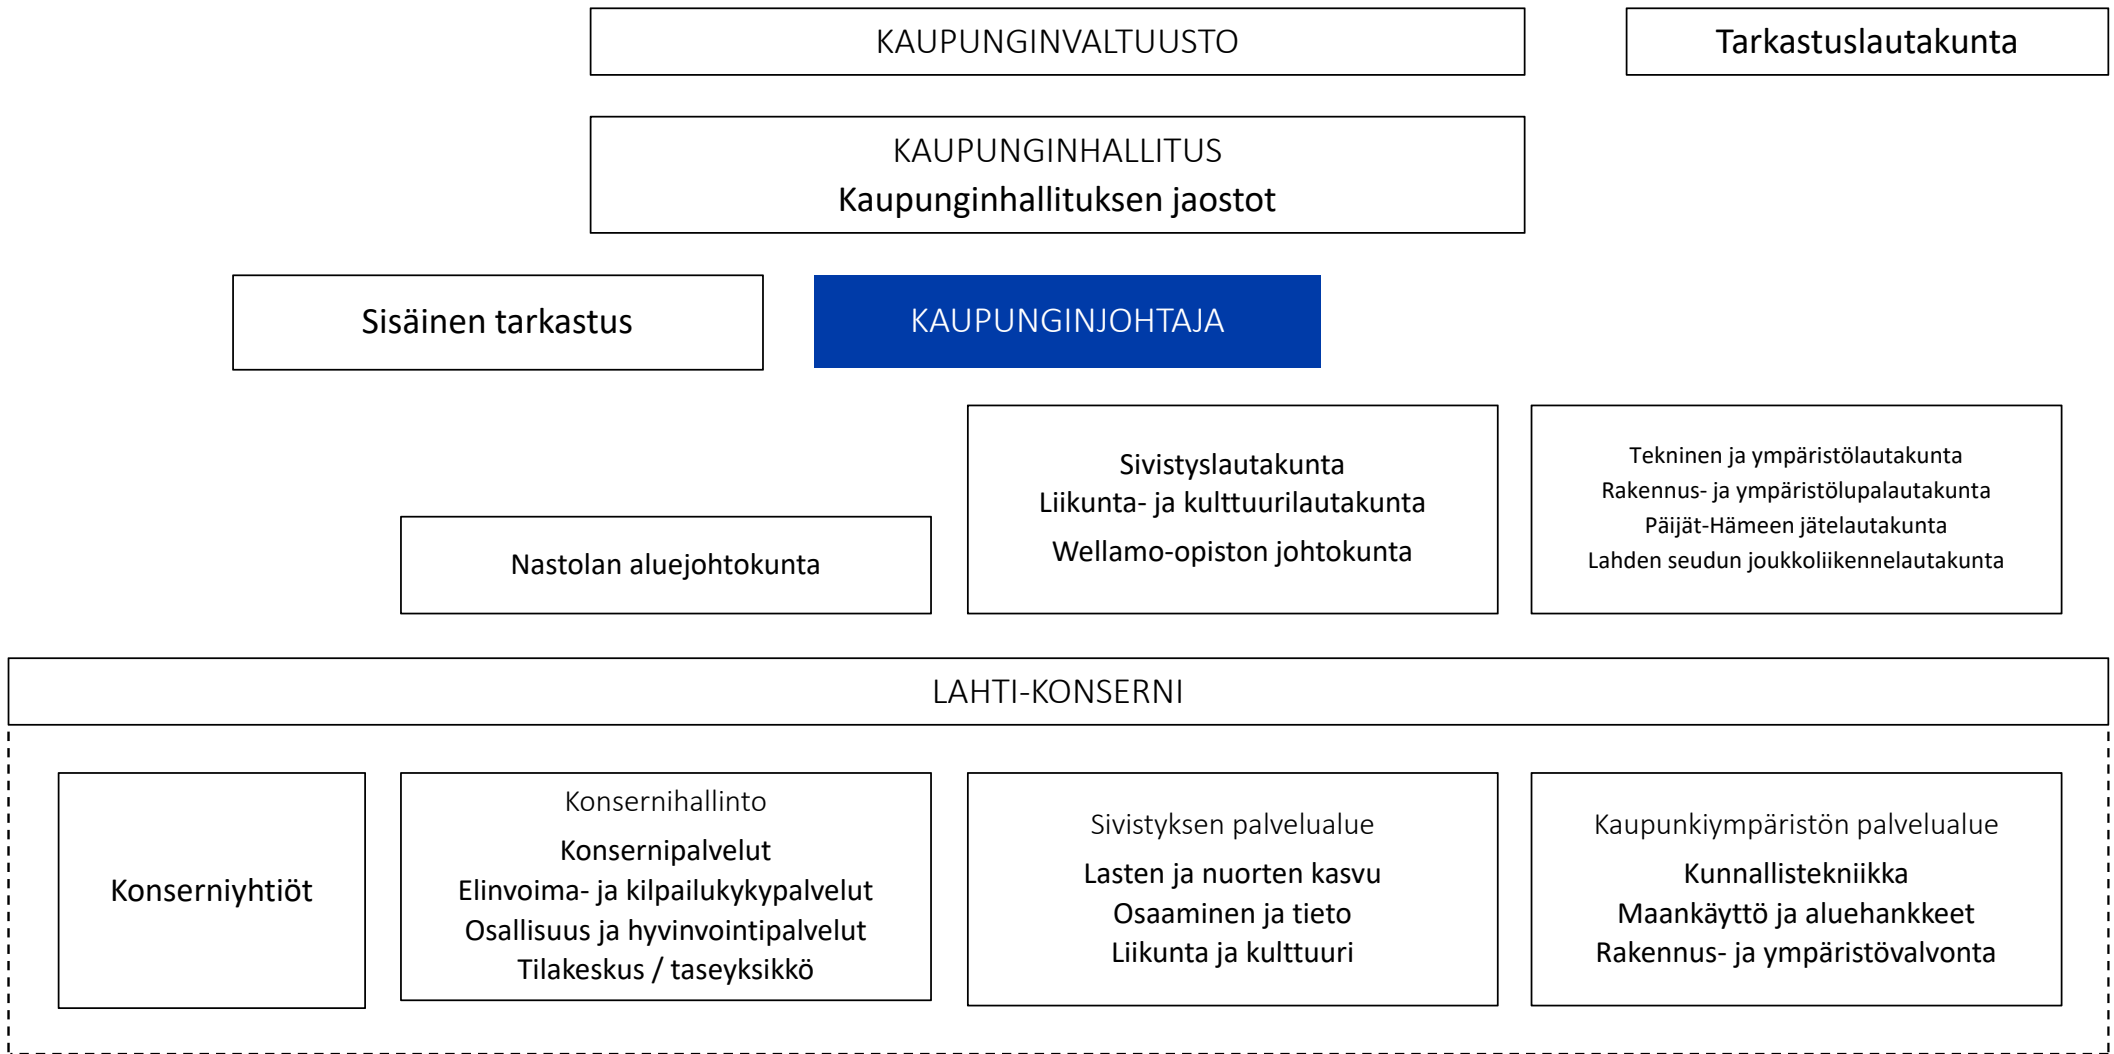 KAUPUNGINVALTUUSTO
Tarkastuslautakunta
KAUPUNGINHALLITUS
Kaupunginhallituksen jaostot
Sisäinen tarkastus
KAUPUNGINJOHTAJA
Nastolan aluejohtokunta
Sivistyslautakunta
Liikunta- ja kulttuurilautakunta
Wellamo-opiston johtokunta
Tekninen ja ympäristölautakunta
Rakennus- ja ympäristölupalautakunta
Päijät-Hämeen jätelautakunta
Lahden seudun joukkoliikennelautakunta
LAHTI-KONSERNI
Konserniyhtiöt
Konsernihallinto
Konsernipalvelut
Elinvoima- ja kilpailukykypalvelut
Osallisuus ja hyvinvointipalvelut
Tilakeskus / taseyksikkö
Sivistyksen palvelualue
Lasten ja nuorten kasvu
Osaaminen ja tieto
Liikunta ja kulttuuri
Kaupunkiympäristön palvelualue
Kunnallistekniikka
Maankäyttö ja aluehankkeet
Rakennus- ja ympäristövalvonta